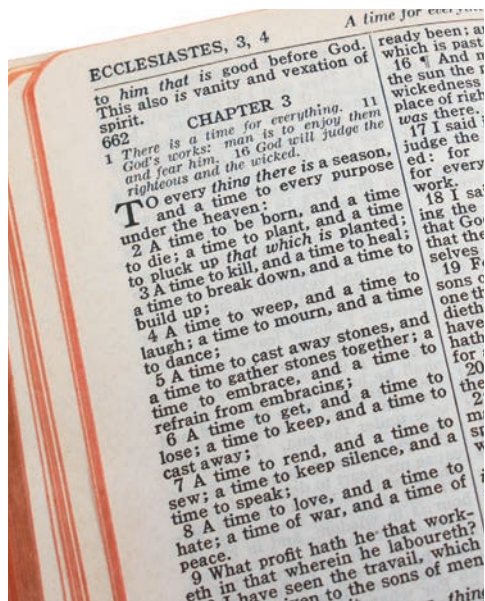 ECCLESIASTES, 3, 4
A time for
to him that is good before God.
This also is vanity and vexation of
spirit.
662
CHAPTER 3
1 There is a time for everything. 11
God's works: man is to enjoy them
and fear him. 16 God will judge the
righteous and the wicked.
TO every thing there is a season,
and a time to every purpose
under the heaven:
2 A time to be born, and a time
to die; a time to plant, and a time
to pluck up that which is planted;
3 A time to kill, and a time to heal;
a time to break down, and a time to
build up;
4 A time to weep, and a time to
laugh; a time to mourn, and a time
to dance;
5 A time to cast away stones, and
a time to gather stones together; a
time to embrace, and a time to
refrain from embracing;
6 A time to get, and a time to
lose; a time to keep, and a time to
cast away;
7 A time to rend, and a time to
sew; a time to keep silence, and a
time to speak;
8 A time to love, and a time to
hate; a time of war, and a time of
peace.
9 What profit hath he that work-
eth in that wherein he laboureth?
I have seen the travail, which
to the sons of men
ready been; an
which is past
16 ¶ And m
the sun the
wickedness
place of righ
was there.
17 I said i
judge the
ed: for
for every
work.
18 I sai
ing the
that God
that the
selves
19 Fo
sons o
one th
dieth
have
hath
for
20
the
2
ma
sp
w
thing